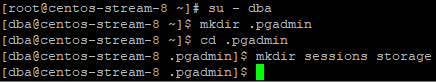 [root@centos-stream-8 ~]# su - dba
[dba@centos-stream-8 ~]$ mkdir .pgadmin
[dba@centos-stream-8 ~]$ cd .pgadmin
[dba@centos-stream-8 .pgadmin]$ mkdir sessions storage
[dba@centos-stream-8 .pgadmin]$